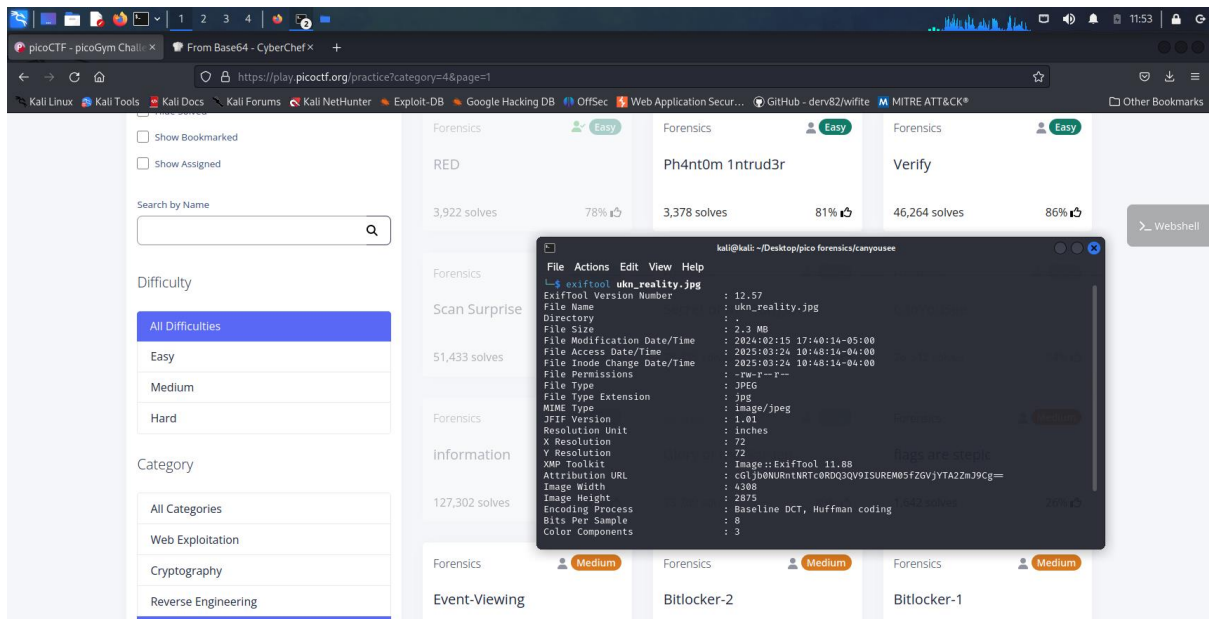 1 2 3 4 11:53
picoCTF - picoGym Challe From Base64 - CyberChef
https://play.picoctf.org/practice?category=4&page=1
Kali Linux Kali Tools Kali Docs Kali Forums Kali NetHunter Exploit-DB Google Hacking DB OffSec Web Application Secur... GitHub - derv82/wifite MITRE ATT&CK® Other Bookmarks
Show Bookmarked
Show Assigned
Search by Name
Difficulty
All Difficulties
Easy
Medium
Hard
Category
All Categories
Web Exploitation
Cryptography
Reverse Engineering
Forensics Easy Forensics Easy Forensics Easy
RED Ph4nt0m 1ntrud3r Verify
3,922 solves 78% 3,378 solves 81% 46,264 solves 86%
>_ Webshell
Forensics
Scan Surprise
51,433 solves
Forensics
information
127,302 solves
kali@kali: ~/Desktop/pico forensics/canyousee
File Actions Edit View Help
└─$ exiftool ukn_reality.jpg
ExifTool Version Number : 12.57
File Name : ukn_reality.jpg
Directory : .
File Size : 2.3 MB
File Modification Date/Time : 2024:02:15 17:40:14-05:00
File Access Date/Time : 2025:03:24 10:48:14-04:00
File Inode Change Date/Time : 2025:03:24 10:48:14-04:00
File Permissions : -rw-r--r--
File Type : JPEG
File Type Extension : jpg
MIME Type : image/jpeg
JFIF Version : 1.01
Resolution Unit : inches
X Resolution : 72
Y Resolution : 72
XMP Toolkit : Image::ExifTool 11.88
Attribution URL : cGljb0NURntNRTc0RDQ3QV9ISUREM05fZGVjYTA2ZmJ9Cg==
Image Width : 4308
Image Height : 2875
Encoding Process : Baseline DCT, Huffman coding
Bits Per Sample : 8
Color Components : 3
Forensics Medium Forensics Medium Forensics Medium
Event-Viewing Bitlocker-2 Bitlocker-1